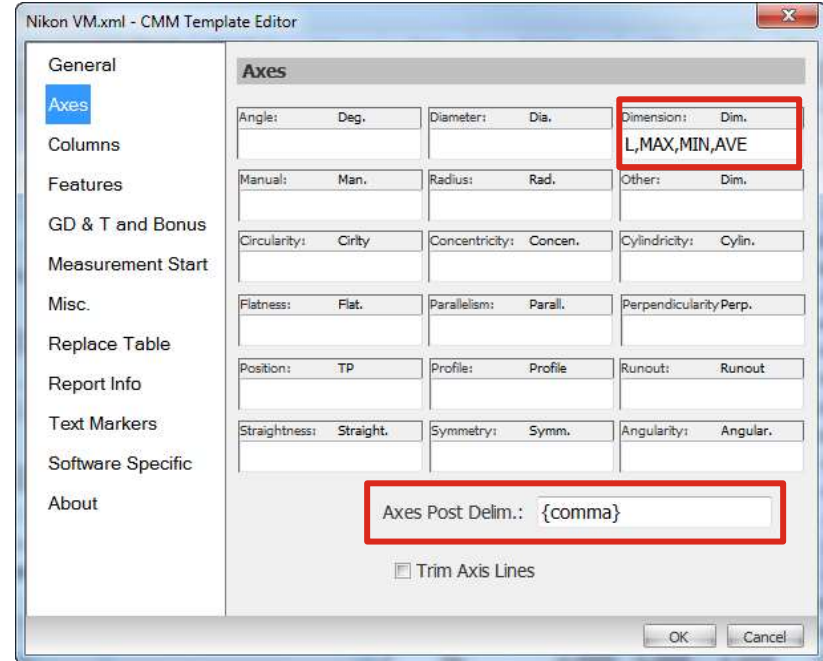 Nikon VM.xml - CMM Template Editor
General
Axes
Columns
Features
GD & T and Bonus
Measurement Start
Misc.
Replace Table
Report Info
Text Markers
Software Specific
About
Axes
Angle: Deg. Diameter: Dia. Dimension: Dim.
L,MAX,MIN,AVE
Manual: Man. Radius: Rad. Other: Dim.
Circularity: Cirlty Concentricity: Concen. Cylindricity: Cylin.
Flatness: Flat. Parallelism: Parall. Perpendicularity Perp.
Position: TP Profile: Profile Runout: Runout
Straightness: Straight. Symmetry: Symm. Angularity: Angular.
Axes Post Delim.: {comma}
Trim Axis Lines
OK Cancel